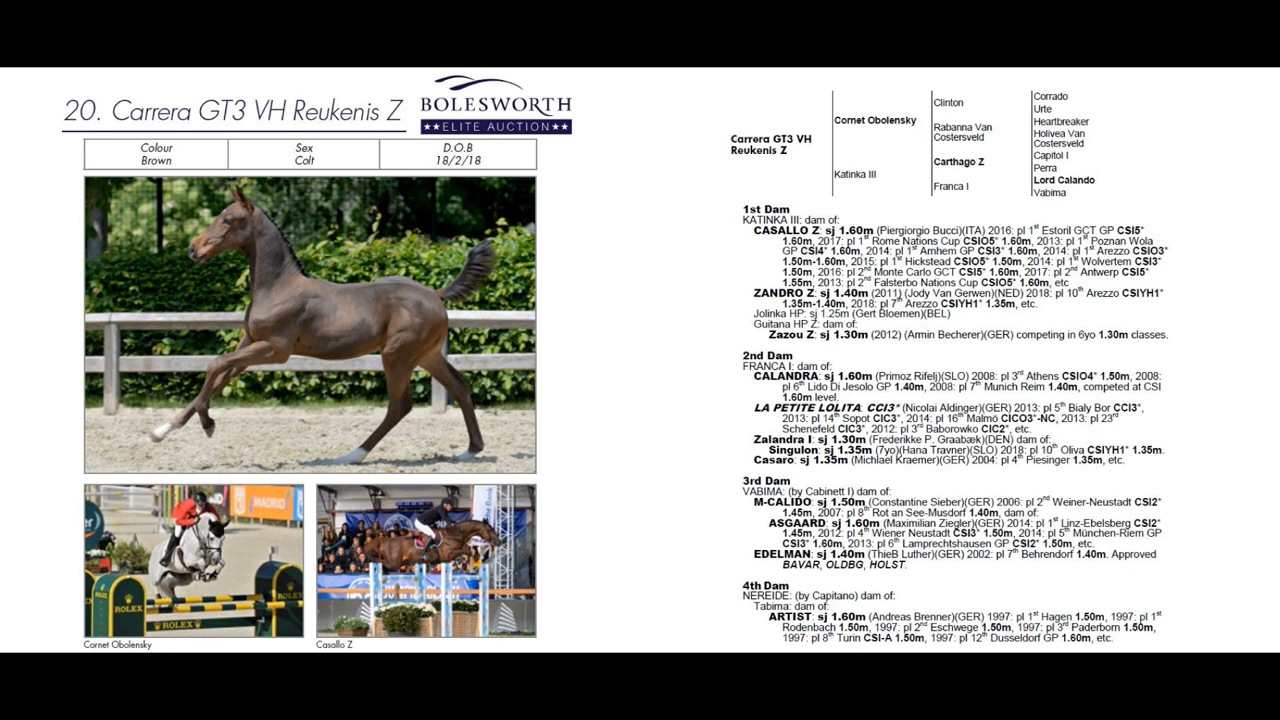 20. Carrera GT3 VH Reukenis Z
BOLESWORTH
★★ELITE AUCTION★★
Colour
Brown
Sex
Colt
D.O.B
18/2/18
MADRID
ROLEX
ROLEX
ROLEX
Cornet Obolensky
Casallo Z
Carrera GT3 VH
Reukenis Z
Cornet Obolensky
Katinka III
Clinton
Rabanna Van
Costersveld
Carthago Z
Franca I
Corrado
Urte
Heartbreaker
Holivea Van
Costersveld
Capitol I
Perra
Lord Calando
Vabima
1st Dam
KATINKA III: dam of:
CASALLO Z: sj 1.60m (Piergiorgio Bucci)(ITA) 2016: pl 1st Estoril GCT GP CSI5*
1.60m, 2017: pl 1st Rome Nations Cup CSIO5* 1.60m, 2013: pl 1st Poznan Wola
GP CSI4* 1.60m, 2014: pl 1st Arnhem GP CSI3* 1.60m, 2014: pl 1st Arezzo CSIO3*
1.50m-1.60m, 2015: pl 1st Hickstead CSIO5* 1.50m, 2014: pl 1st Wolvertem CSI3*
1.50m, 2016: pl 2nd Monte Carlo GCT CSI5* 1.60m, 2017: pl 2nd Antwerp CSI5*
1.55m, 2013: pl 2nd Falsterbo Nations Cup CSIO5* 1.60m, etc
ZANDRO Z: sj 1.40m (2011) (Jody Van Gerwen)(NED) 2018: pl 10th Arezzo CSIYH1*
1.35m-1.40m, 2018: pl 7th Arezzo CSIYH1* 1.35m, etc.
Jolinka HP: sj 1.25m (Gert Bloemen)(BEL)
Guitana HP Z: dam of:
Zazou Z: sj 1.30m (2012) (Armin Becherer)(GER) competing in 6yo 1.30m classes.
2nd Dam
FRANCA I: dam of:
CALANDRA: sj 1.60m (Primoz Rifelj)(SLO) 2008: pl 3rd Athens CSIO4* 1.50m, 2008:
pl 6th Lido Di Jesolo GP 1.40m, 2008: pl 7th Munich Reim 1.40m, competed at CSI
1.60m level.
LA PETITE LOLITA: CCI3* (Nicolai Aldinger)(GER) 2013: pl 5th Bialy Bor CCI3*,
2013: pl 14th Sopot CIC3*, 2014: pl 16th Malmö CICO3*-NC, 2013: pl 23rd
Schenefeld CIC3*, 2012: pl 3rd Baborowko CIC2*, etc.
Zalandra I: sj 1.30m (Frederikke P. Graabæk)(DEN) dam of:
Singulon: sj 1.35m (7yo)(Hana Travner)(SLO) 2018: pl 10th Oliva CSIYH1* 1.35m.
Casaro: sj 1.35m (Michlael Kraemer)(GER) 2004: pl 4th Piesinger 1.35m, etc.
3rd Dam
VABIMA: (by Cabinett I) dam of:
M-CALIDO: sj 1.50m (Constantine Sieber)(GER) 2006: pl 2nd Weiner-Neustadt CSI2*
1.45m, 2007: pl 8th Rot an See-Musdorf 1.40m, dam of:
ASGAARD: sj 1.60m (Maximilian Ziegler)(GER) 2014: pl 1st Linz-Ebelsberg CSI2*
1.45m, 2012: pl 4th Wiener Neustadt CSI3* 1.50m, 2014: pl 5th München-Riem GP
CSI3* 1.60m, 2013: pl 6th Lamprechtshausen GP CSI2* 1.50m, etc.
EDELMAN: sj 1.40m (ThieB Luther)(GER) 2002: pl 7th Behrendorf 1.40m. Approved
BAVAR, OLDBG, HOLST.
4th Dam
NEREIDE: (by Capitano) dam of:
Tabima: dam of:
ARTIST: sj 1.60m (Andreas Brenner)(GER) 1997: pl 1st Hagen 1.50m, 1997: pl 1st
Rodenbach 1.50m, 1997: pl 2nd Eschwege 1.50m, 1997: pl 3rd Paderborn 1.50m,
1997: pl 8th Turin CSI-A 1.50m, 1997: pl 12th Dusseldorf GP 1.60m, etc.